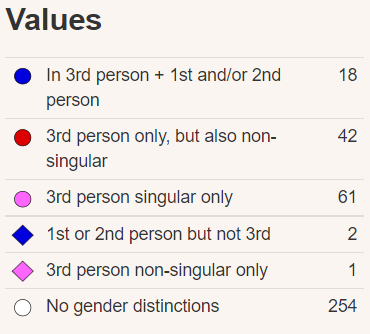 Values
In 3rd person + 1st and/or 2nd 18
person
3rd person only, but also non- 42
singular
3rd person singular only 61
1st or 2nd person but not 3rd 2
3rd person non-singular only 1
No gender distinctions 254